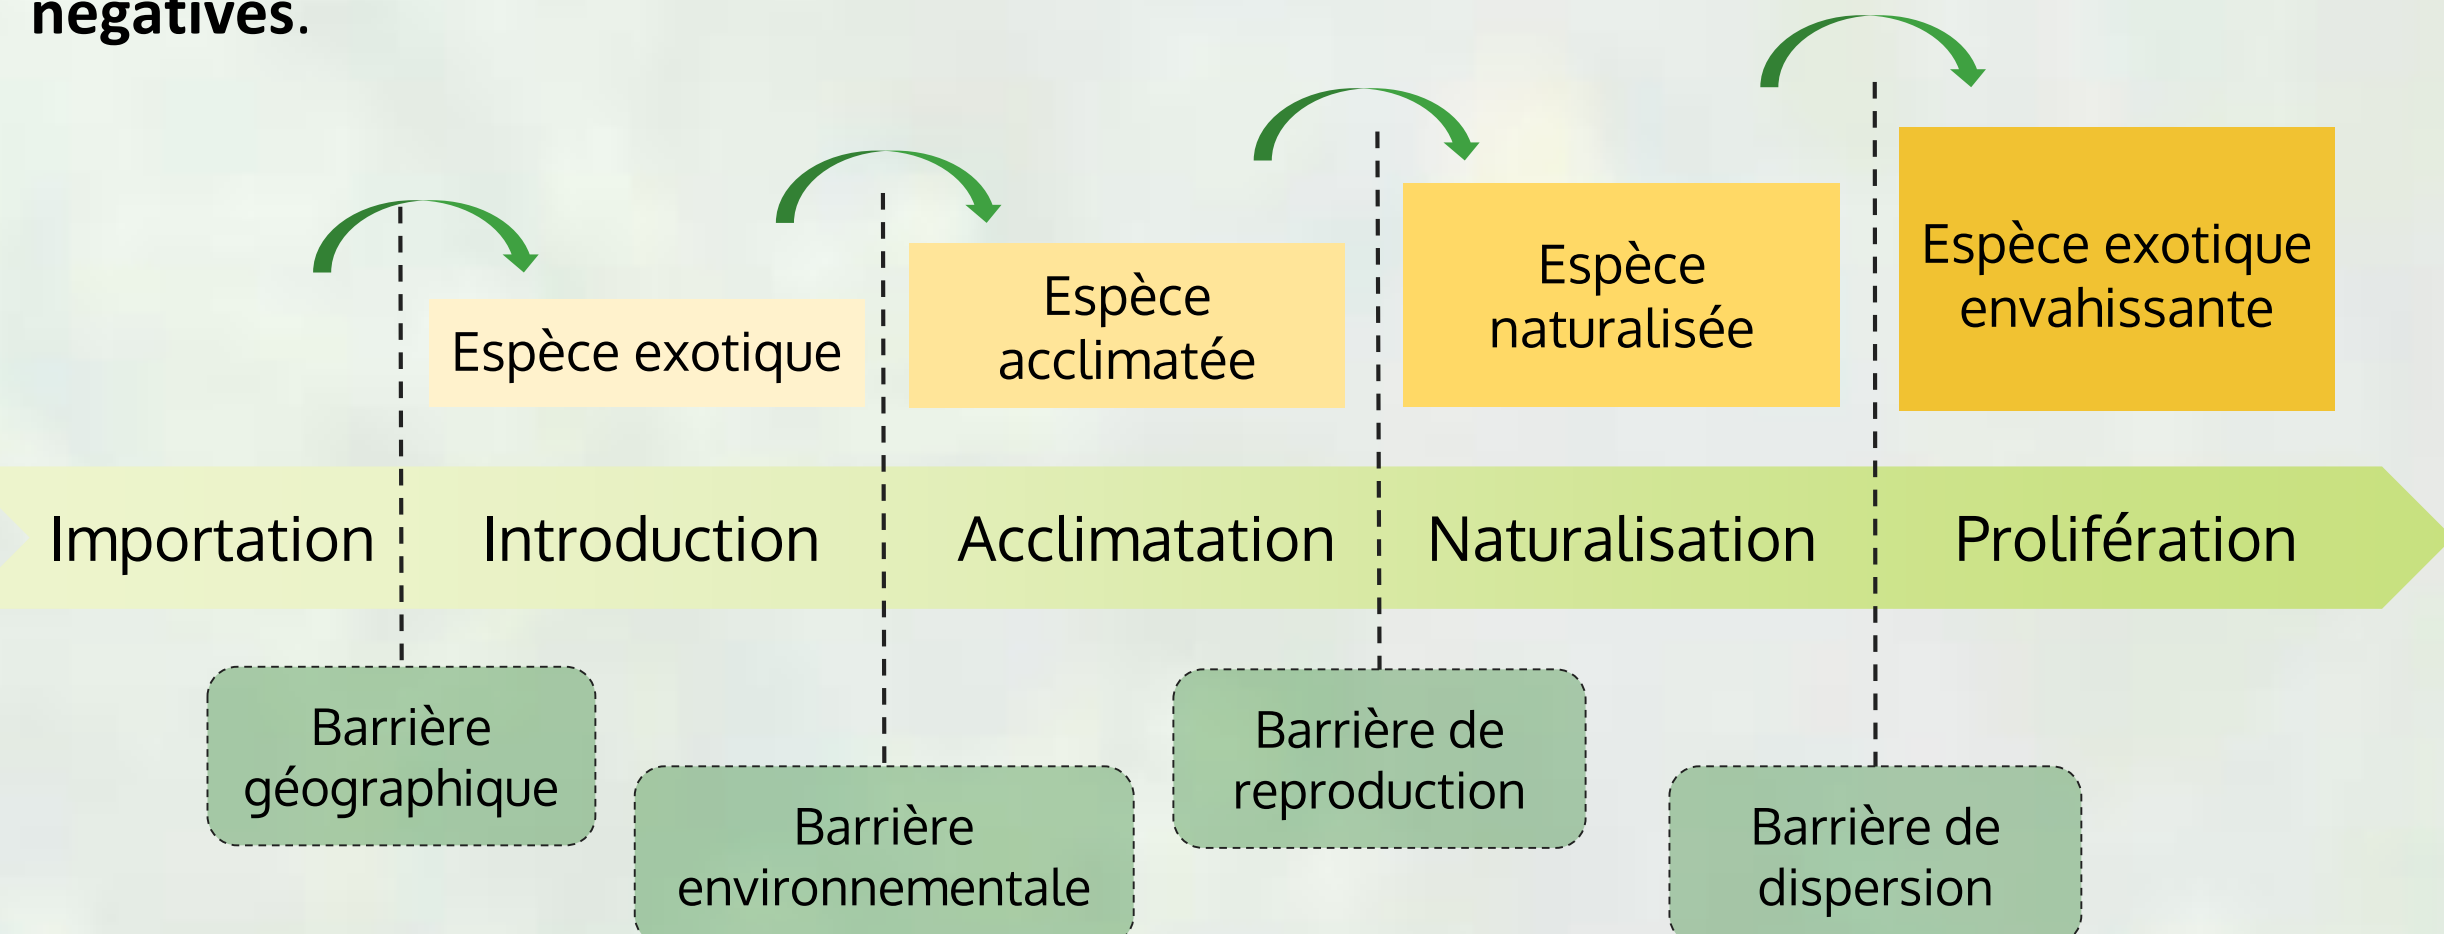 négatives.
Espèce exotique
Espèce
acclimatée
Espèce
naturalisée
Espèce exotique
envahissante
Importation
Introduction
Acclimatation
Naturalisation
Prolifération
Barrière
géographique
Barrière
environnementale
Barrière de
reproduction
Barrière de
dispersion